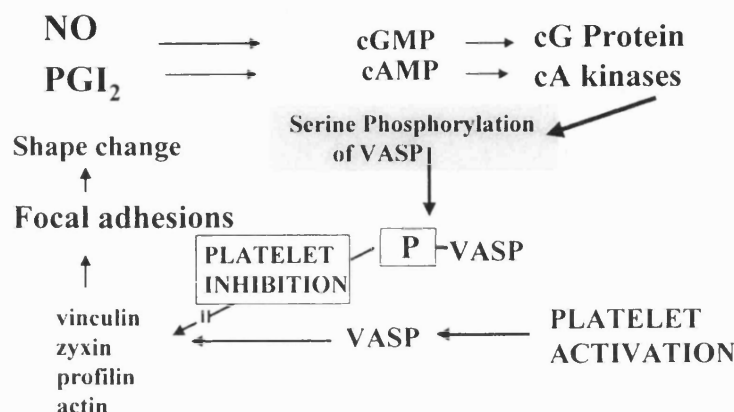 NO
cGMP
cG Protein
PGI₂
cAMP
cA kinases
Serine Phosphorylation
of VASP
Shape change
Focal adhesions
PLATELET
INHIBITION
P
VASP
vinculin
zyxin
profilin
actin
VASP
PLATELET
ACTIVATION